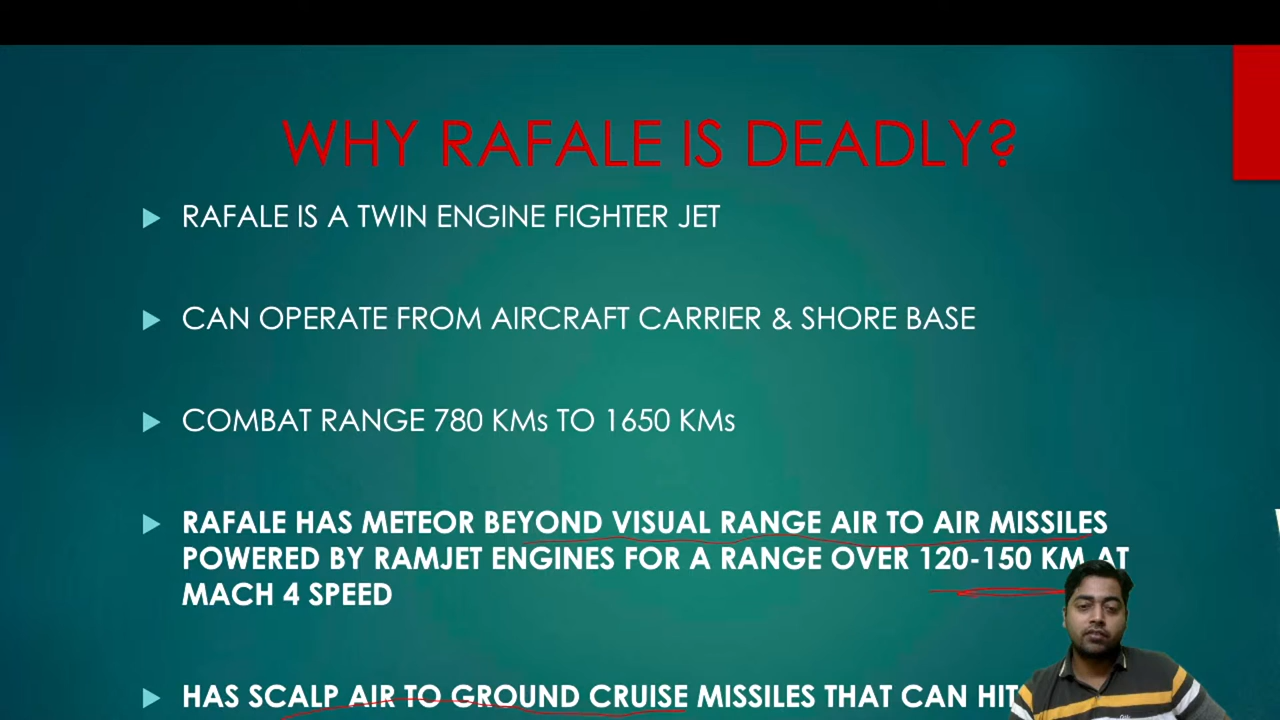 WHY RAFALE IS DEADLY?
RAFALE IS A TWIN ENGINE FIGHTER JET
CAN OPERATE FROM AIRCRAFT CARRIER & SHORE BASE
COMBAT RANGE 780 KMs TO 1650 KMs
RAFALE HAS METEOR BEYOND VISUAL RANGE AIR TO AIR MISSILES
POWERED BY RAMJET ENGINES FOR A RANGE OVER 120-150 KM AT
MACH 4 SPEED
HAS SCALP AIR TO GROUND CRUISE MISSILES THAT CAN HIT